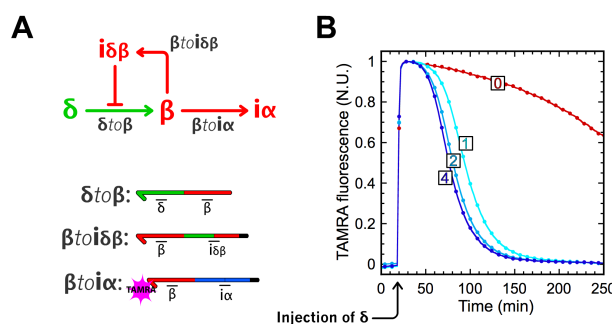 A
iδβ
βtoiδβ
δ
β
iα
δtoβ
βtoiα
δtoβ:
δ
β
βtoiδβ:
β
iδβ
βtoiα:
TAMRA
β
iα
B
TAMRA fluorescence (N.U.)
1
0.8
0.6
0.4
0.2
0
0
1
2
4
0
50
100
150
200
250
Time (min)
Injection of δ